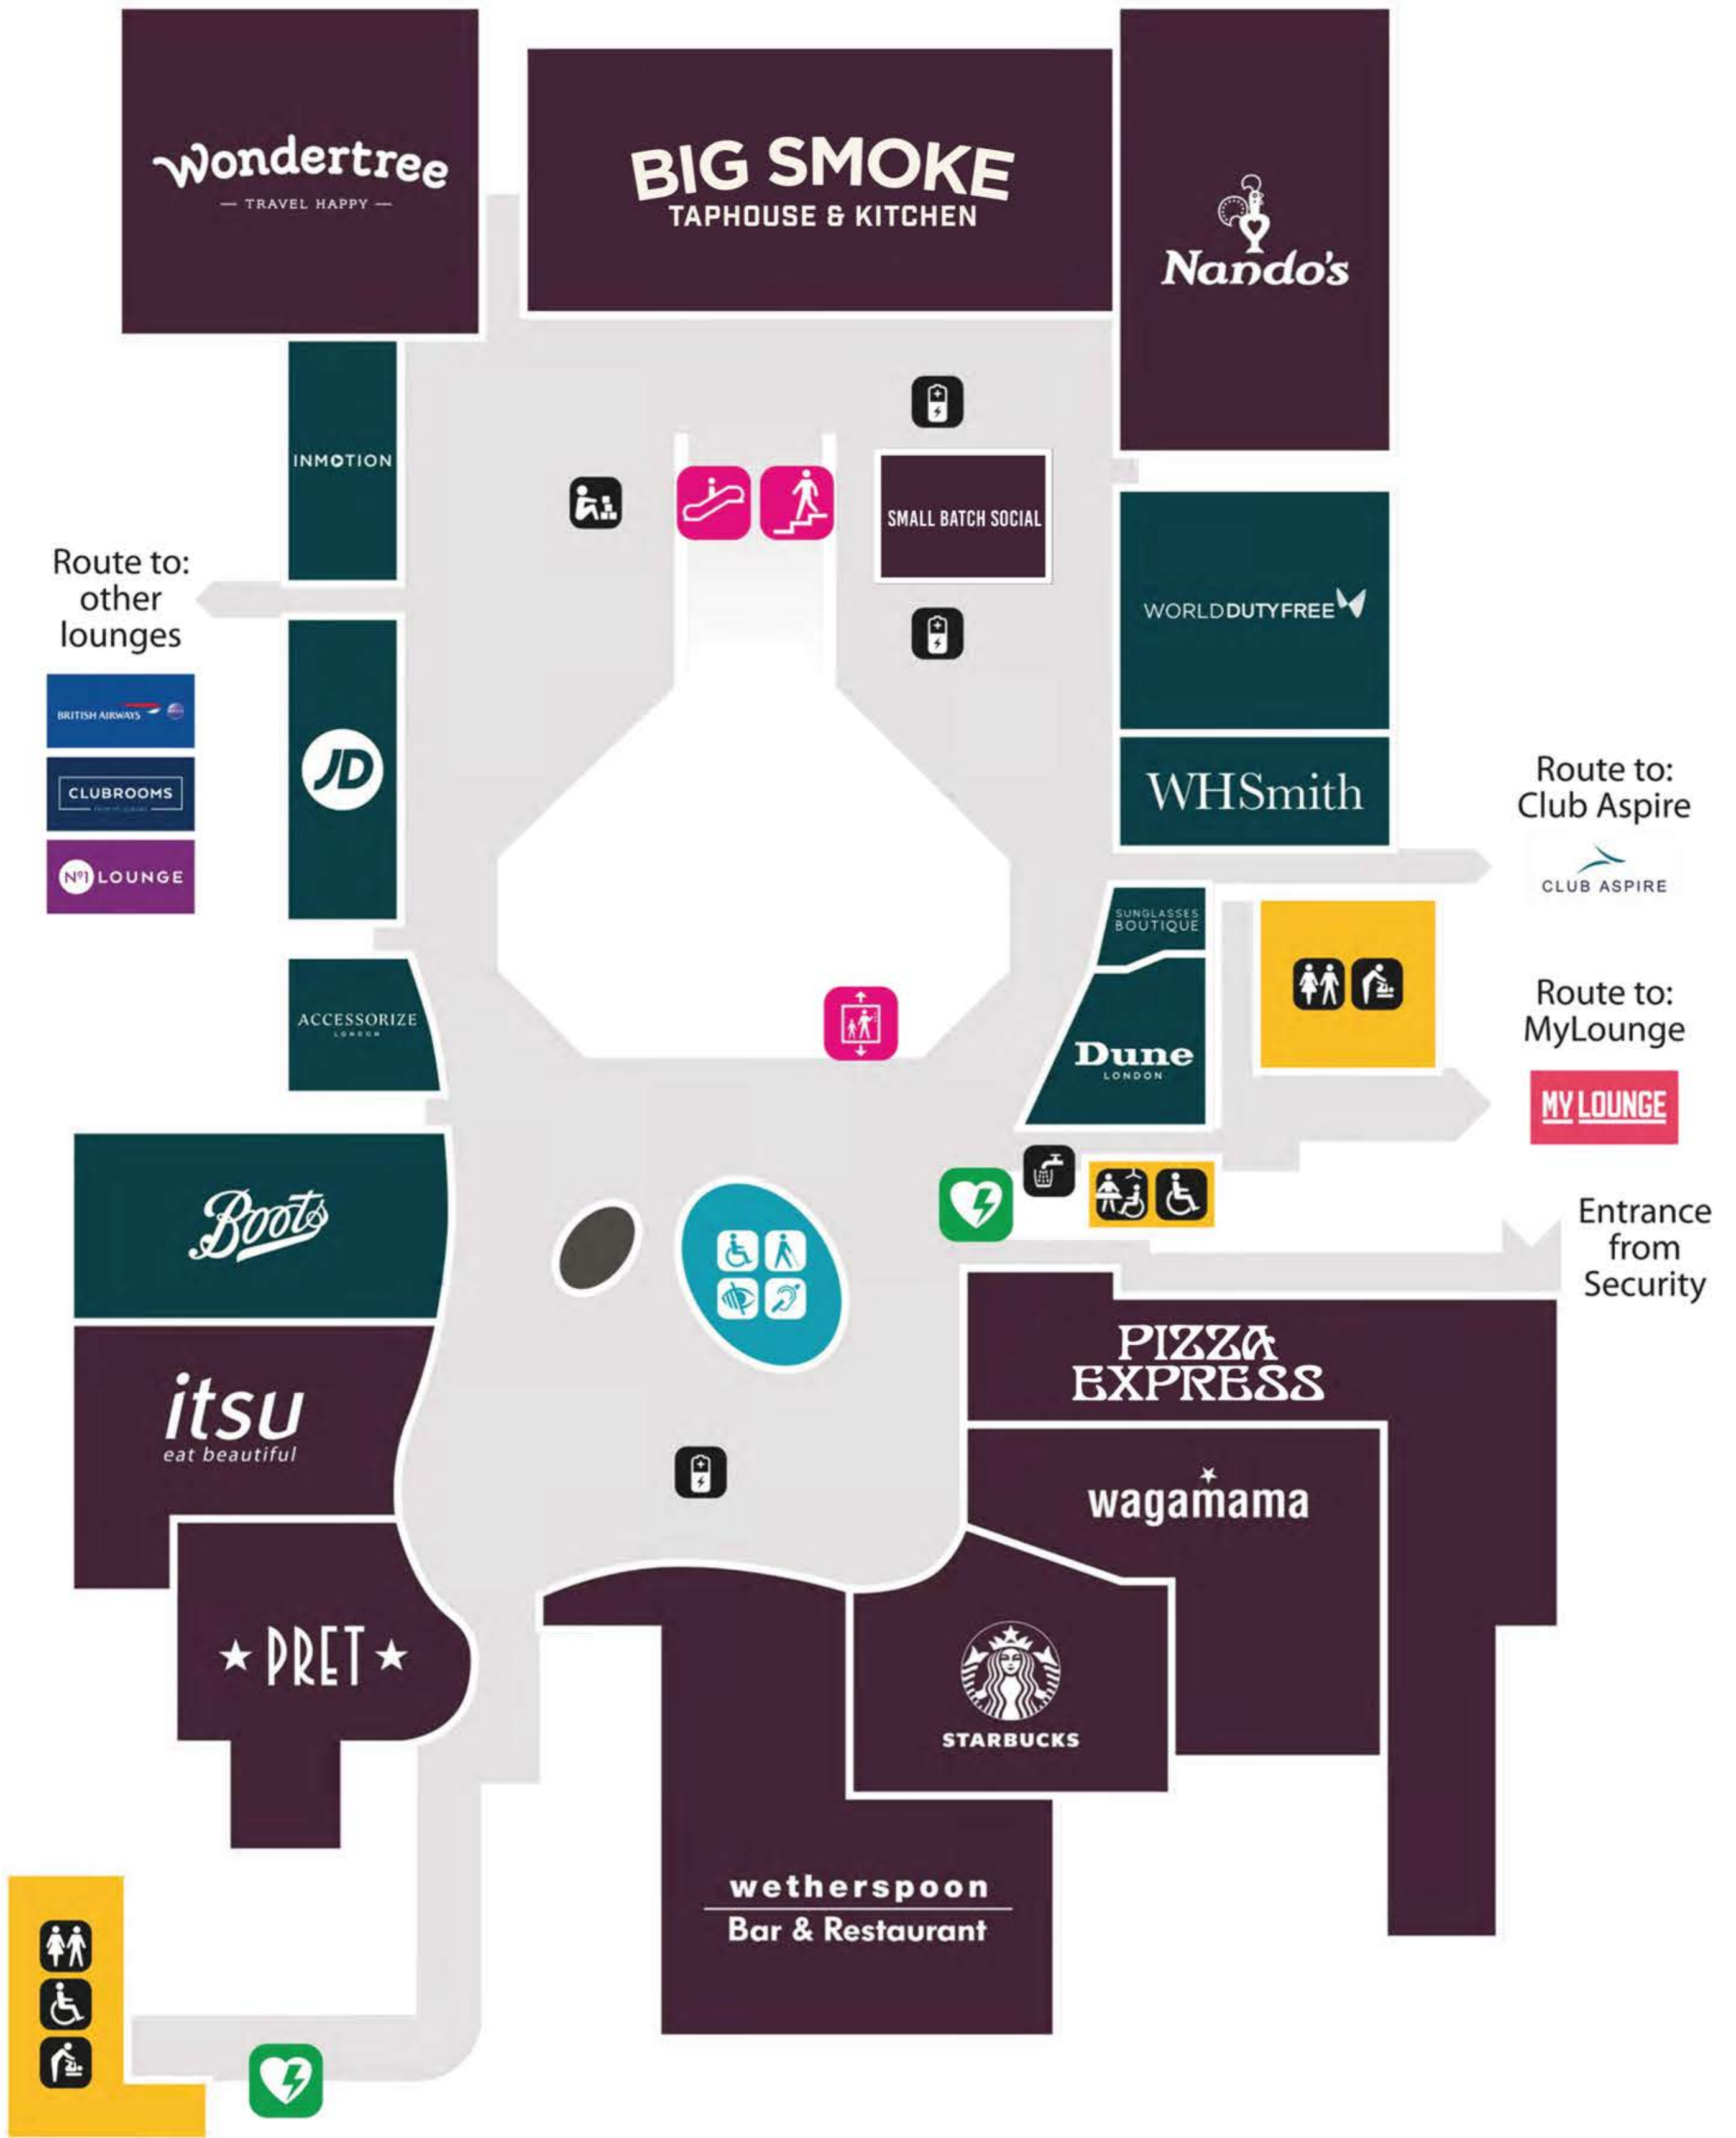 wondertree
— TRAVEL HAPPY —
BIG SMOKE
TAPHOUSE & KITCHEN
Nando's
INMOTION
SMALL BATCH SOCIAL
Route to:
other
lounges
BRITISH AIRWAYS
CLUBROOMS
Nº1 LOUNGE
JD
WORLDDUTYFREE
WHSmith
Route to:
Club Aspire
CLUB ASPIRE
SUNGLASSES
BOUTIQUE
ACCESSORIZE
LONDON
Dune
LONDON
Route to:
MyLounge
MY LOUNGE
Boots
Entrance
from
Security
itsu
eat beautiful
PIZZA
EXPRESS
wagamama
PRET
STARBUCKS
wetherspoon
Bar & Restaurant